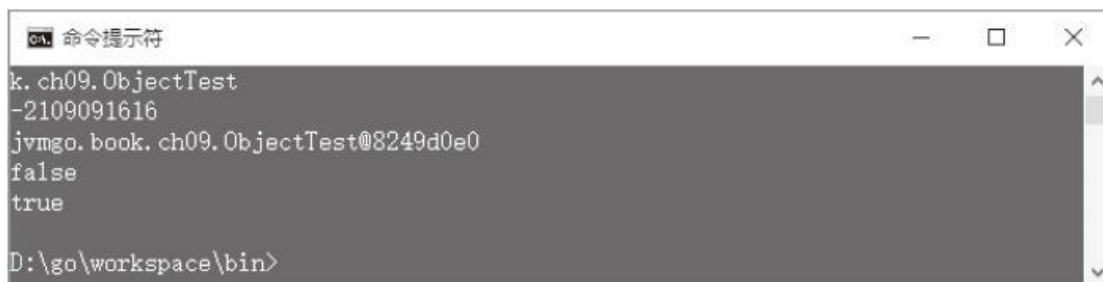 命令提示符
k.ch09.ObjectTest
-2109091616
jvmgo.book.ch09.ObjectTest@8249d0e0
false
true
D:\go\workspace\bin>